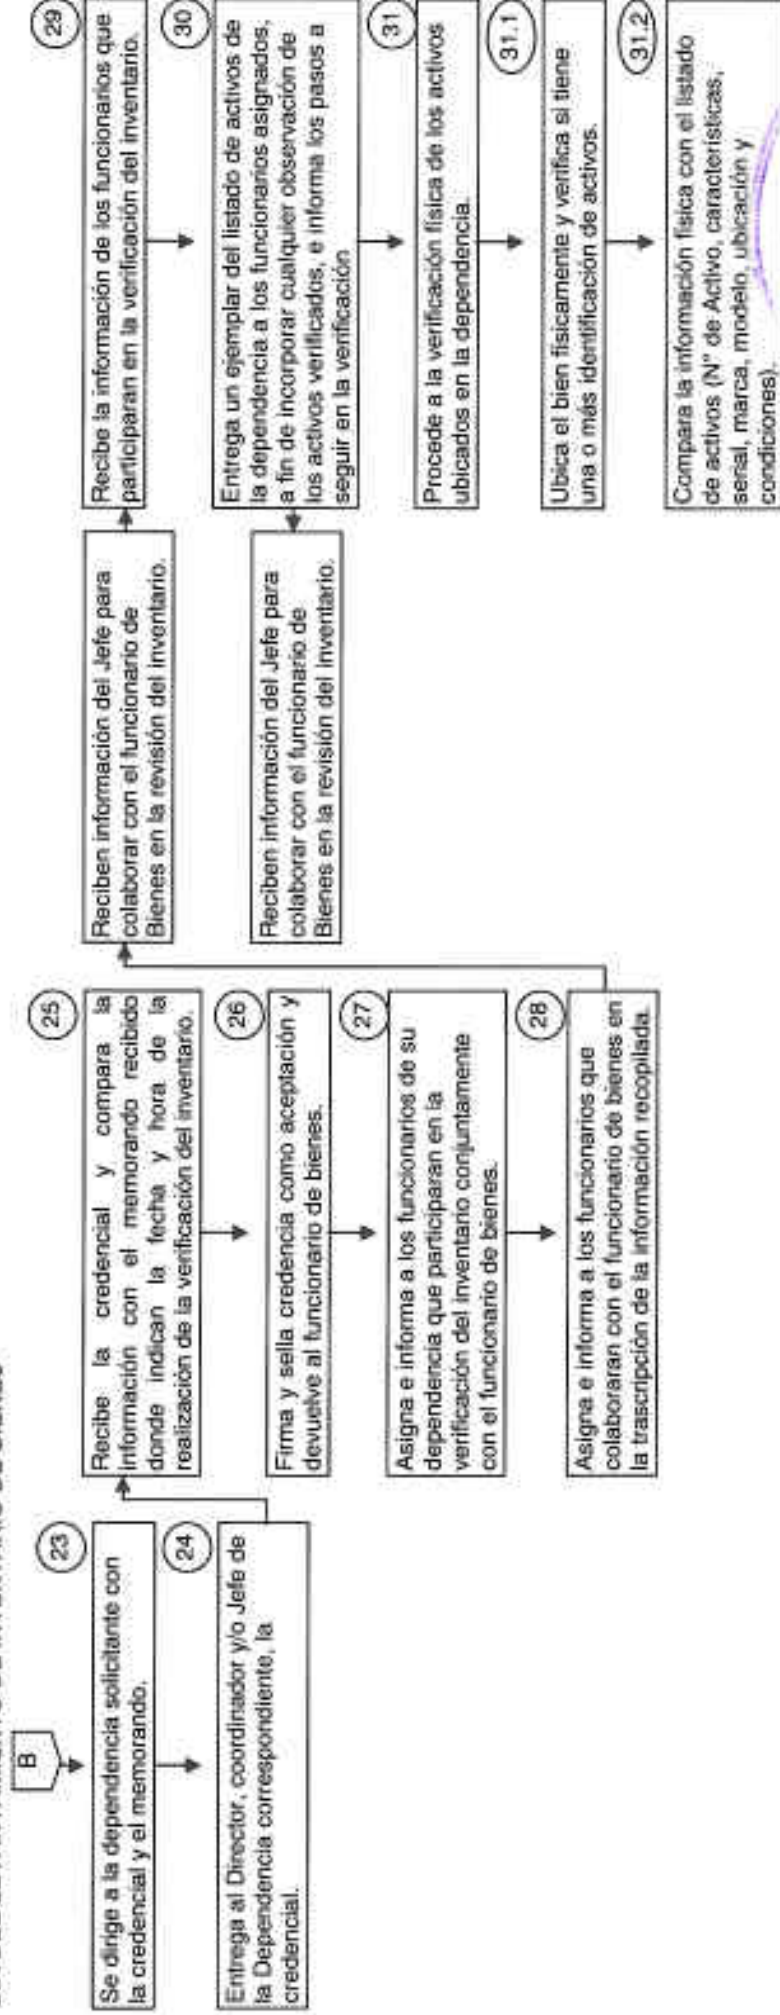 B
23
Se dirige a la dependencia solicitante con
la credencial y el memorando.
24
Entrega al Director, coordinador y/o Jefe de
la Dependencia correspondiente, la
credencial.
25
Recibe la credencial y compara la
información con el memorando recibido
donde indican la fecha y hora de la
realización de la verificación del inventario.
26
Firma y sella credencia como aceptación y
devuelve al funcionario de bienes.
27
Asigna e informa a los funcionarios de su
dependencia que participaran en la
verificación del inventario conjuntamente
con el funcionario de bienes.
28
Asigna e informa a los funcionarios que
colaboraran con el funcionario de bienes en
la trascripción de la información recopilada.
Reciben información del Jefe para
colaborar con el funcionario de
Bienes en la revisión del inventario.
Reciben información del Jefe para
colaborar con el funcionario de
Bienes en la revisión del inventario.
29
Recibe la información de los funcionarios que
participaran en la verificación del inventario.
30
Entrega un ejemplar del listado de activos de
la dependencia a los funcionarios asignados,
a fin de incorporar cualquier observación de
los activos verificados, e informa los pasos a
seguir en la verificación
31
Procede a la verificación física de los activos
ubicados en la dependencia.
31.1
Ubica el bien físicamente y verifica si tiene
una o más identificación de activos.
31.2
Compara la información física con el listado
de activos (N° de Activo, características,
serial, marca, modelo, ubicación y
condiciones).